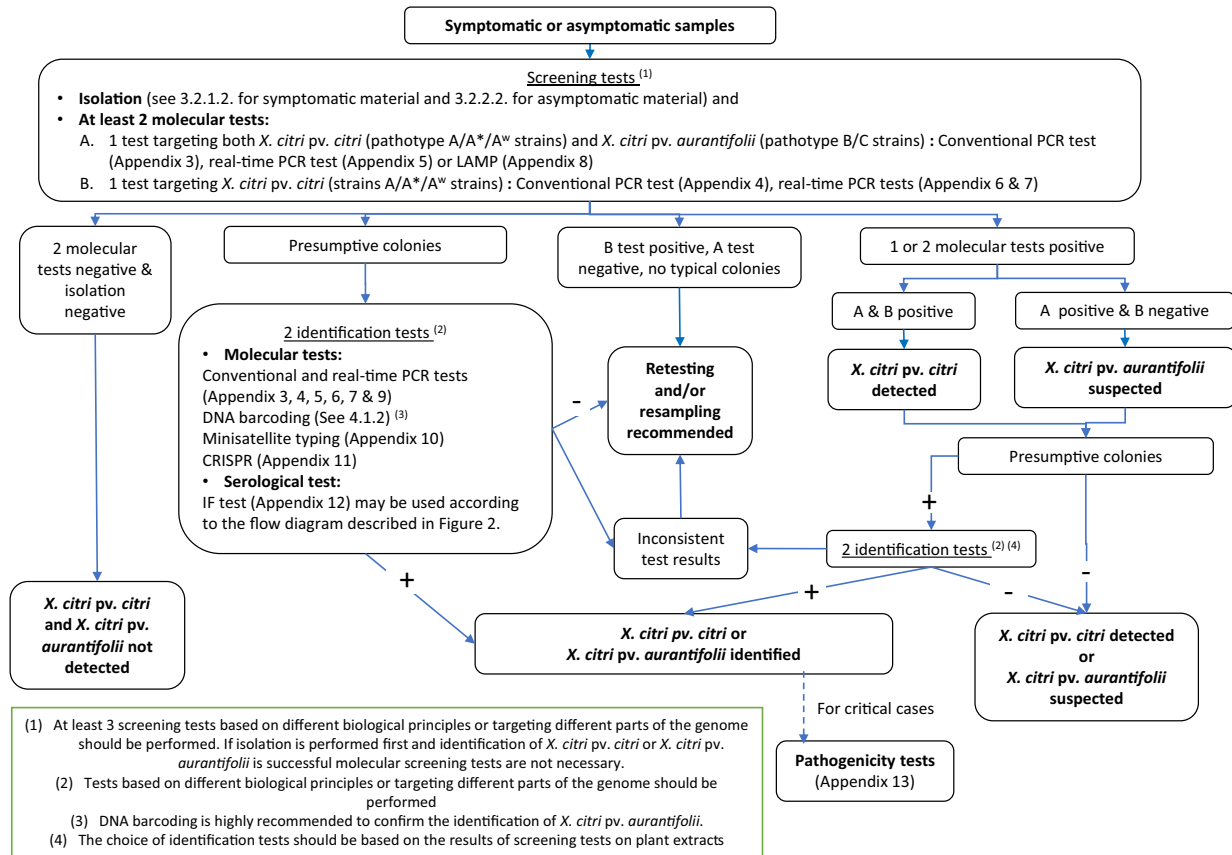 Symptomatic or asymptomatic samples
Screening tests (1)
• Isolation (see 3.2.1.2. for symptomatic material and 3.2.2.2. for asymptomatic material) and
• At least 2 molecular tests:
A. 1 test targeting both X. citri pv. citri (pathotype A/A*/Aʷ strains) and X. citri pv. aurantifolii (pathotype B/C strains) : Conventional PCR test
(Appendix 3), real-time PCR test (Appendix 5) or LAMP (Appendix 8)
B. 1 test targeting X. citri pv. citri (strains A/A*/Aʷ strains) : Conventional PCR test (Appendix 4), real-time PCR tests (Appendix 6 & 7)
2 molecular
tests negative &
isolation
negative
Presumptive colonies
B test positive, A test
negative, no typical colonies
1 or 2 molecular tests positive
A & B positive
A positive & B negative
X. citri pv. citri
detected
X. citri pv. aurantifolii
suspected
2 identification tests (2)
• Molecular tests:
Conventional and real-time PCR tests
(Appendix 3, 4, 5, 6, 7 & 9)
DNA barcoding (See 4.1.2) (3)
Minisatellite typing (Appendix 10)
CRISPR (Appendix 11)
• Serological test:
IF test (Appendix 12) may be used according
to the flow diagram described in Figure 2.
-
Retesting
and/or
resampling
recommended
Presumptive colonies
+
Inconsistent
test results
2 identification tests (2) (4)
-
+
+
-
X. citri pv. citri
and X. citri pv.
aurantifolii not
detected
X. citri pv. citri or
X. citri pv. aurantifolii identified
X. citri pv. citri detected
or
X. citri pv. aurantifolii
suspected
For critical cases
Pathogenicity tests
(Appendix 13)
(1) At least 3 screening tests based on different biological principles or targeting different parts of the genome
should be performed. If isolation is performed first and identification of X. citri pv. citri or X. citri pv.
aurantifolii is successful molecular screening tests are not necessary.
(2) Tests based on different biological principles or targeting different parts of the genome should be
performed
(3) DNA barcoding is highly recommended to confirm the identification of X. citri pv. aurantifolii.
(4) The choice of identification tests should be based on the results of screening tests on plant extracts